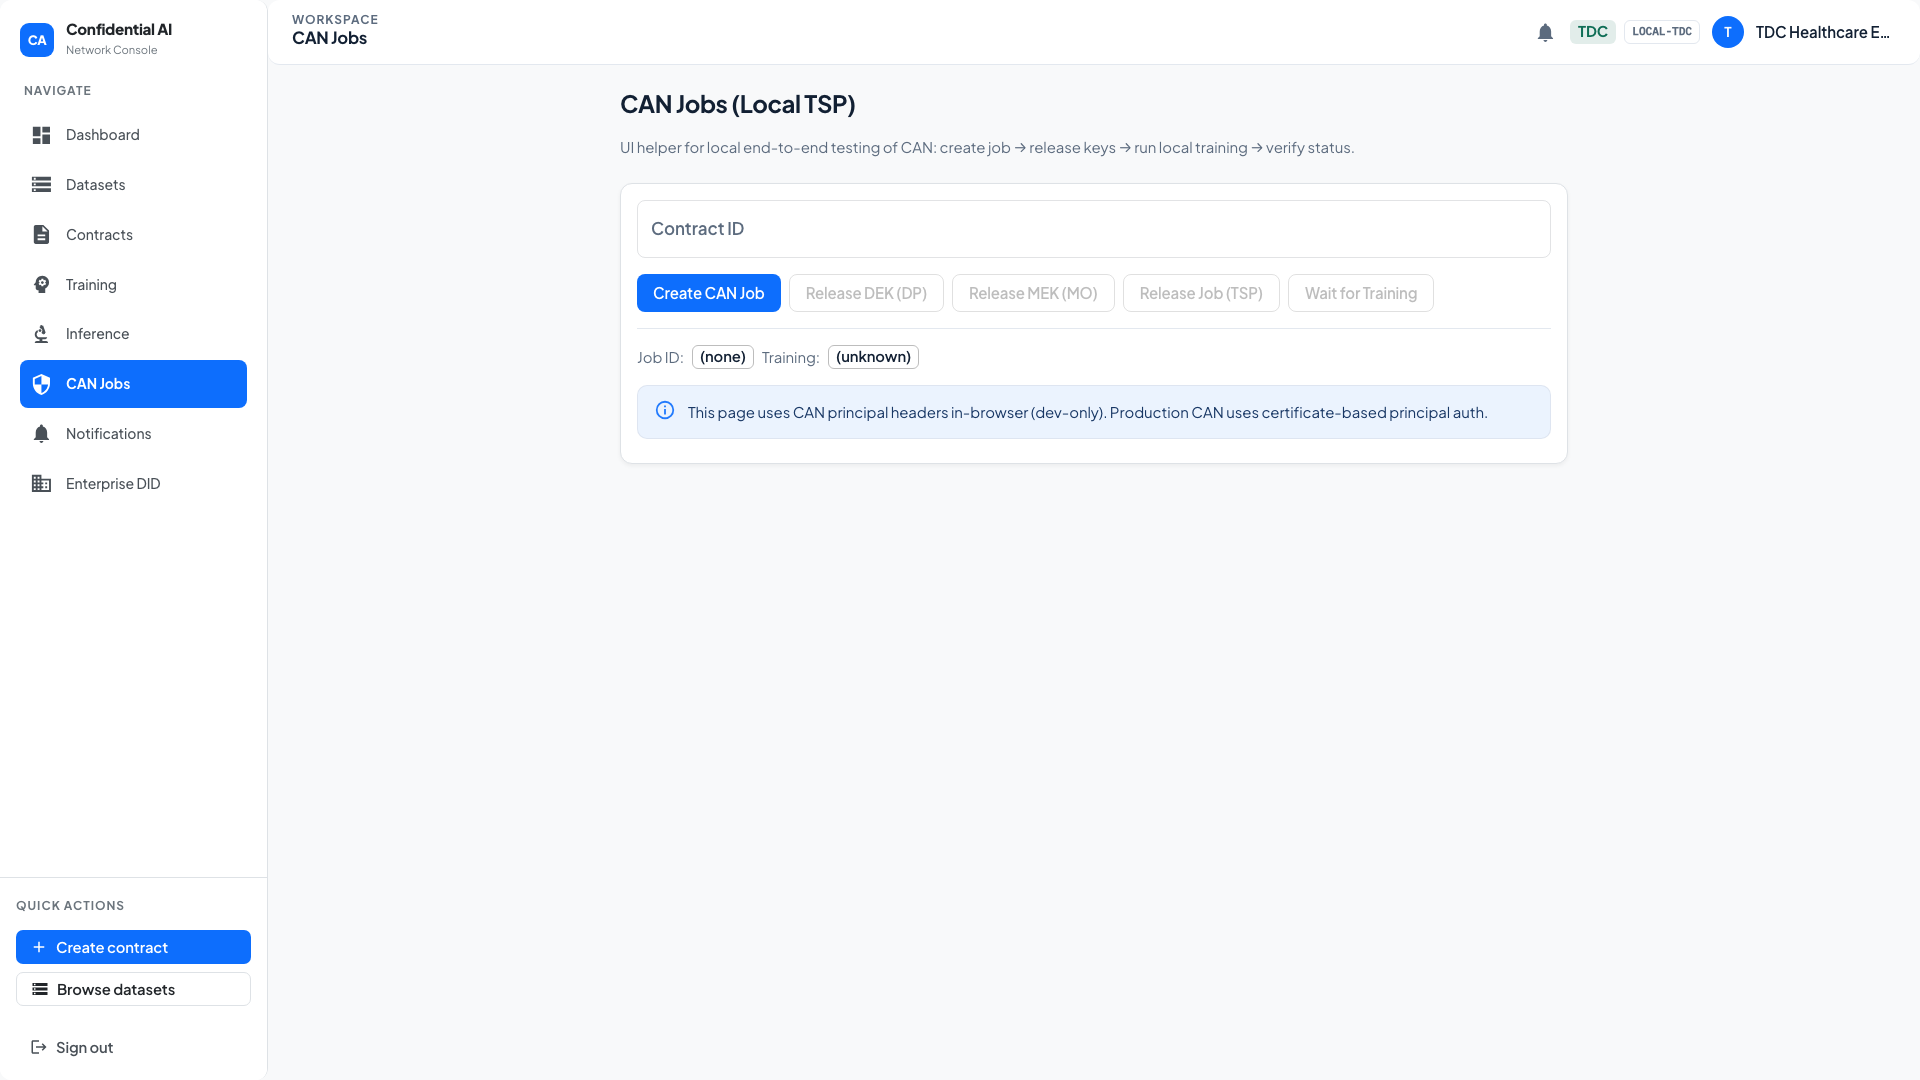 CA
Confidential AI
Network Console
NAVIGATE
Dashboard
Datasets
Contracts
Training
Inference
CAN Jobs
Notifications
Enterprise DID
QUICK ACTIONS
+ Create contract
Browse datasets
Sign out
WORKSPACE
CAN Jobs
TDC
LOCAL-TDC
T
TDC Healthcare E...
CAN Jobs (Local TSP)
UI helper for local end-to-end testing of CAN: create job → release keys → run local training → verify status.
Contract ID
Create CAN Job
Release DEK (DP)
Release MEK (MO)
Release Job (TSP)
Wait for Training
Job ID: (none) Training: (unknown)
This page uses CAN principal headers in-browser (dev-only). Production CAN uses certificate-based principal auth.